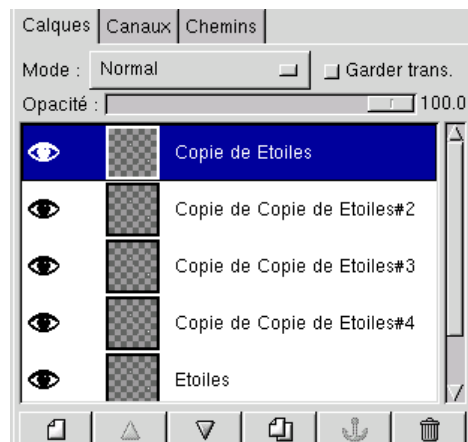 Calques Canaux Chemins
Mode : Normal Garder trans.
Opacité : 100.0
Copie de Etoiles
Copie de Copie de Etoiles#2
Copie de Copie de Etoiles#3
Copie de Copie de Etoiles#4
Etoiles